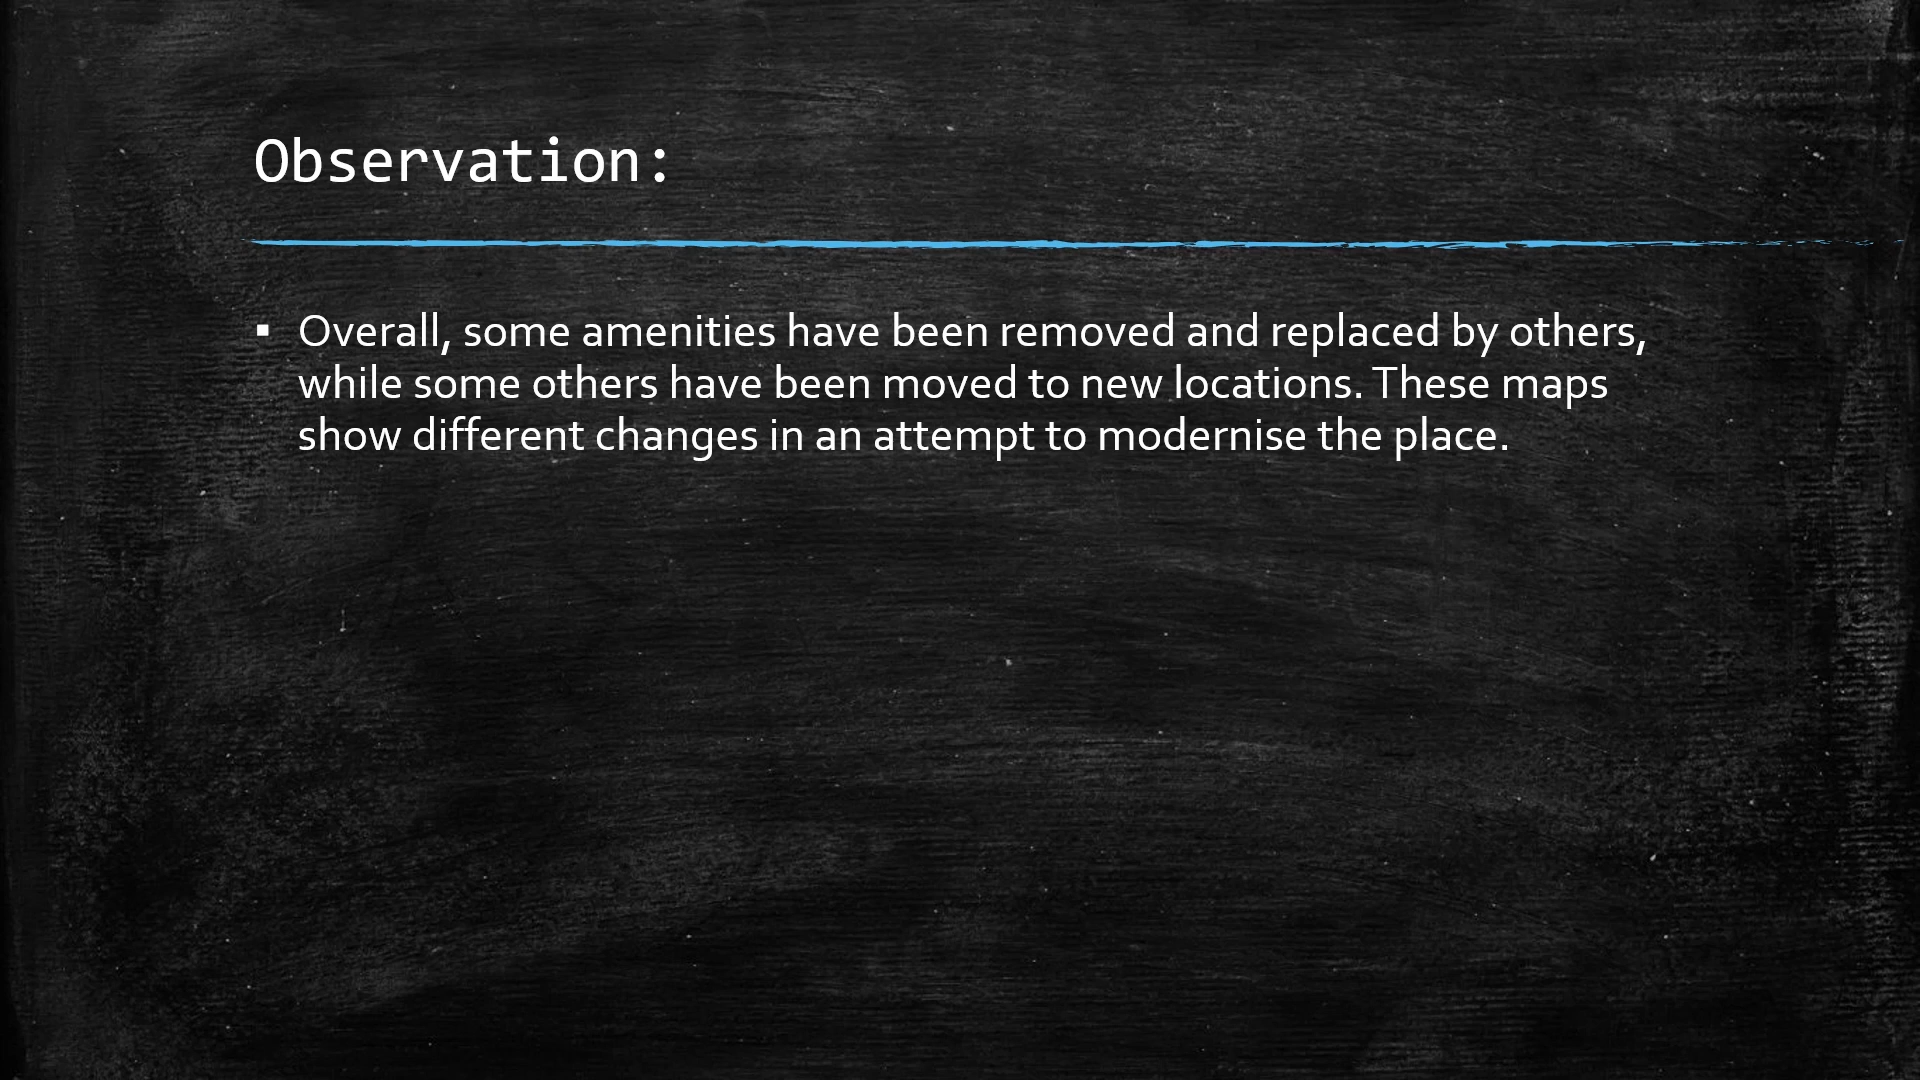 Observation:
▪ Overall, some amenities have been removed and replaced by others,
while some others have been moved to new locations. These maps
show different changes in an attempt to modernise the place.